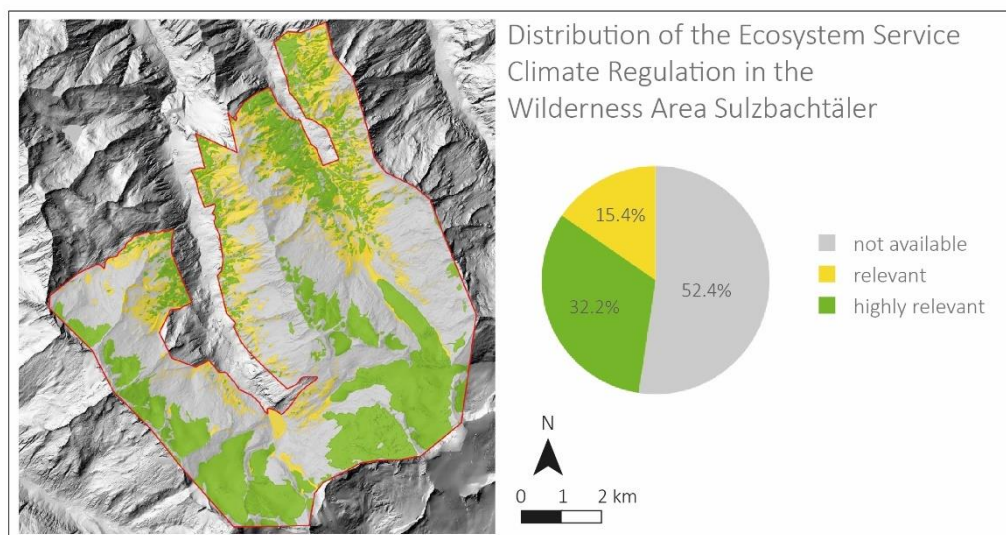 Distribution of the Ecosystem Service
Climate Regulation in the
Wilderness Area Sulzbachtäler
15.4%
32.2%
52.4%
not available
relevant
highly relevant
N
0 1 2 km